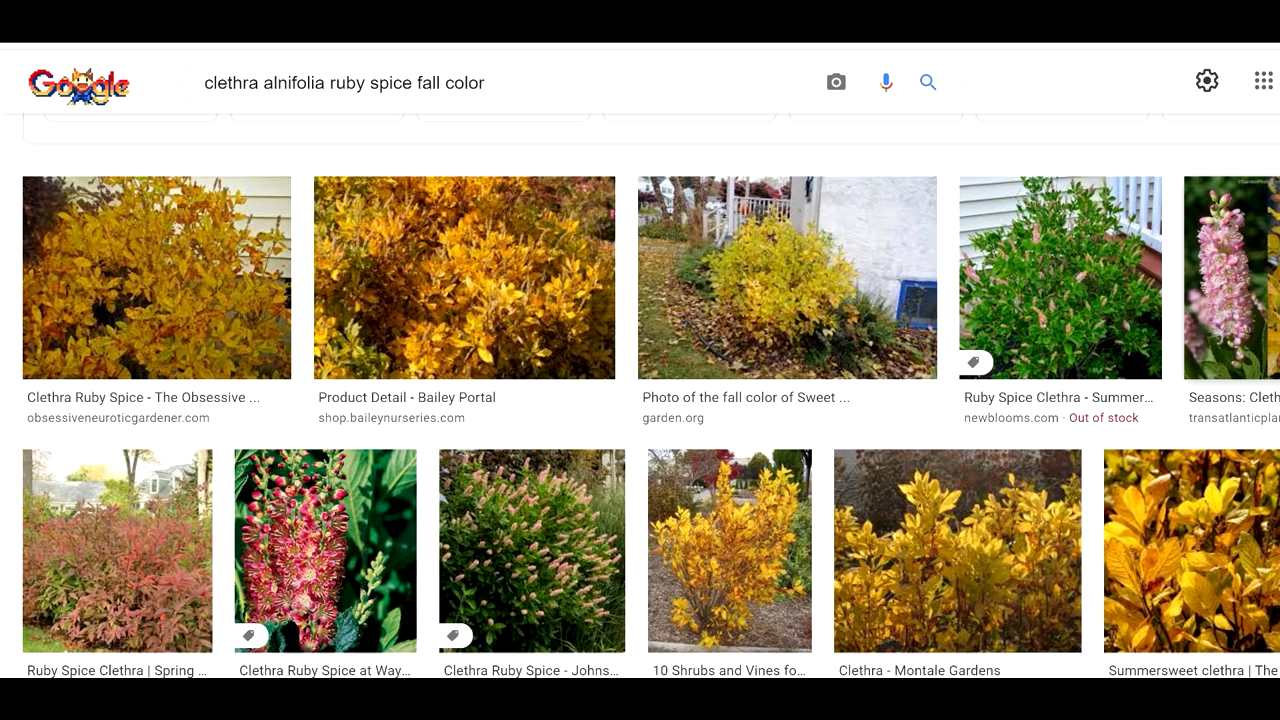 Google
clethra alnifolia ruby spice fall color
Clethra Ruby Spice - The Obsessive ...
obsessiveneuroticgardener.com
Product Detail - Bailey Portal
shop.baileynurseries.com
Photo of the fall color of Sweet ...
garden.org
Ruby Spice Clethra - Summer...
newblooms.com · Out of stock
Seasons: Cleth
transatlanticplan
Ruby Spice Clethra | Spring ...
Clethra Ruby Spice at Way...
Clethra Ruby Spice - Johns...
10 Shrubs and Vines fo...
Clethra - Montale Gardens
Summersweet clethra | The